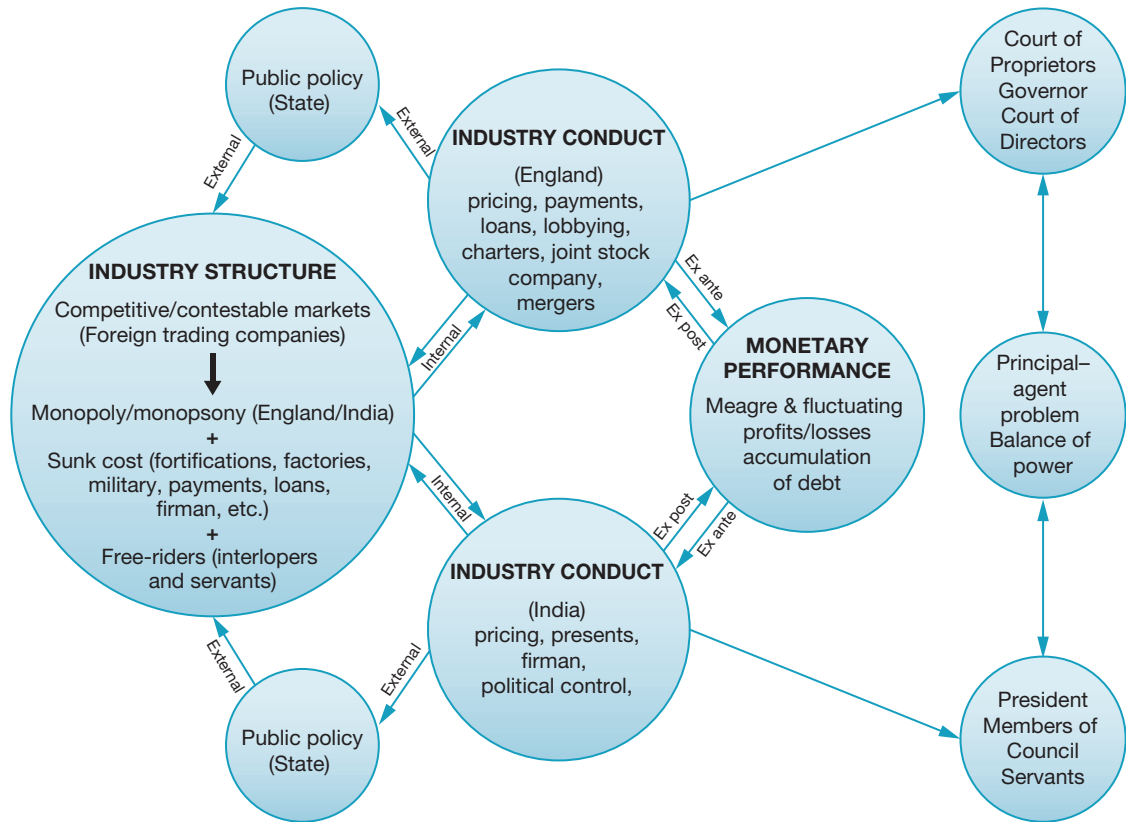 Public policy
(State)
External
External
INDUSTRY CONDUCT
(England)
pricing, payments,
loans, lobbying,
charters, joint stock
company,
mergers
Court of
Proprietors
Governor
Court of
Directors
INDUSTRY STRUCTURE
Competitive/contestable markets
(Foreign trading companies)
Monopoly/monopsony (England/India)
+
Sunk cost (fortifications, factories,
military, payments, loans,
firman, etc.)
+
Free-riders (interlopers
and servants)
Internal
Ex ante
Ex post
MONETARY
PERFORMANCE
Meagre & fluctuating
profits/losses
accumulation
of debt
Principal–
agent
problem
Balance of
power
Internal
Ex post
Ex ante
INDUSTRY CONDUCT
(India)
pricing, presents,
firman,
political control,
External
External
Public policy
(State)
President
Members of
Council
Servants